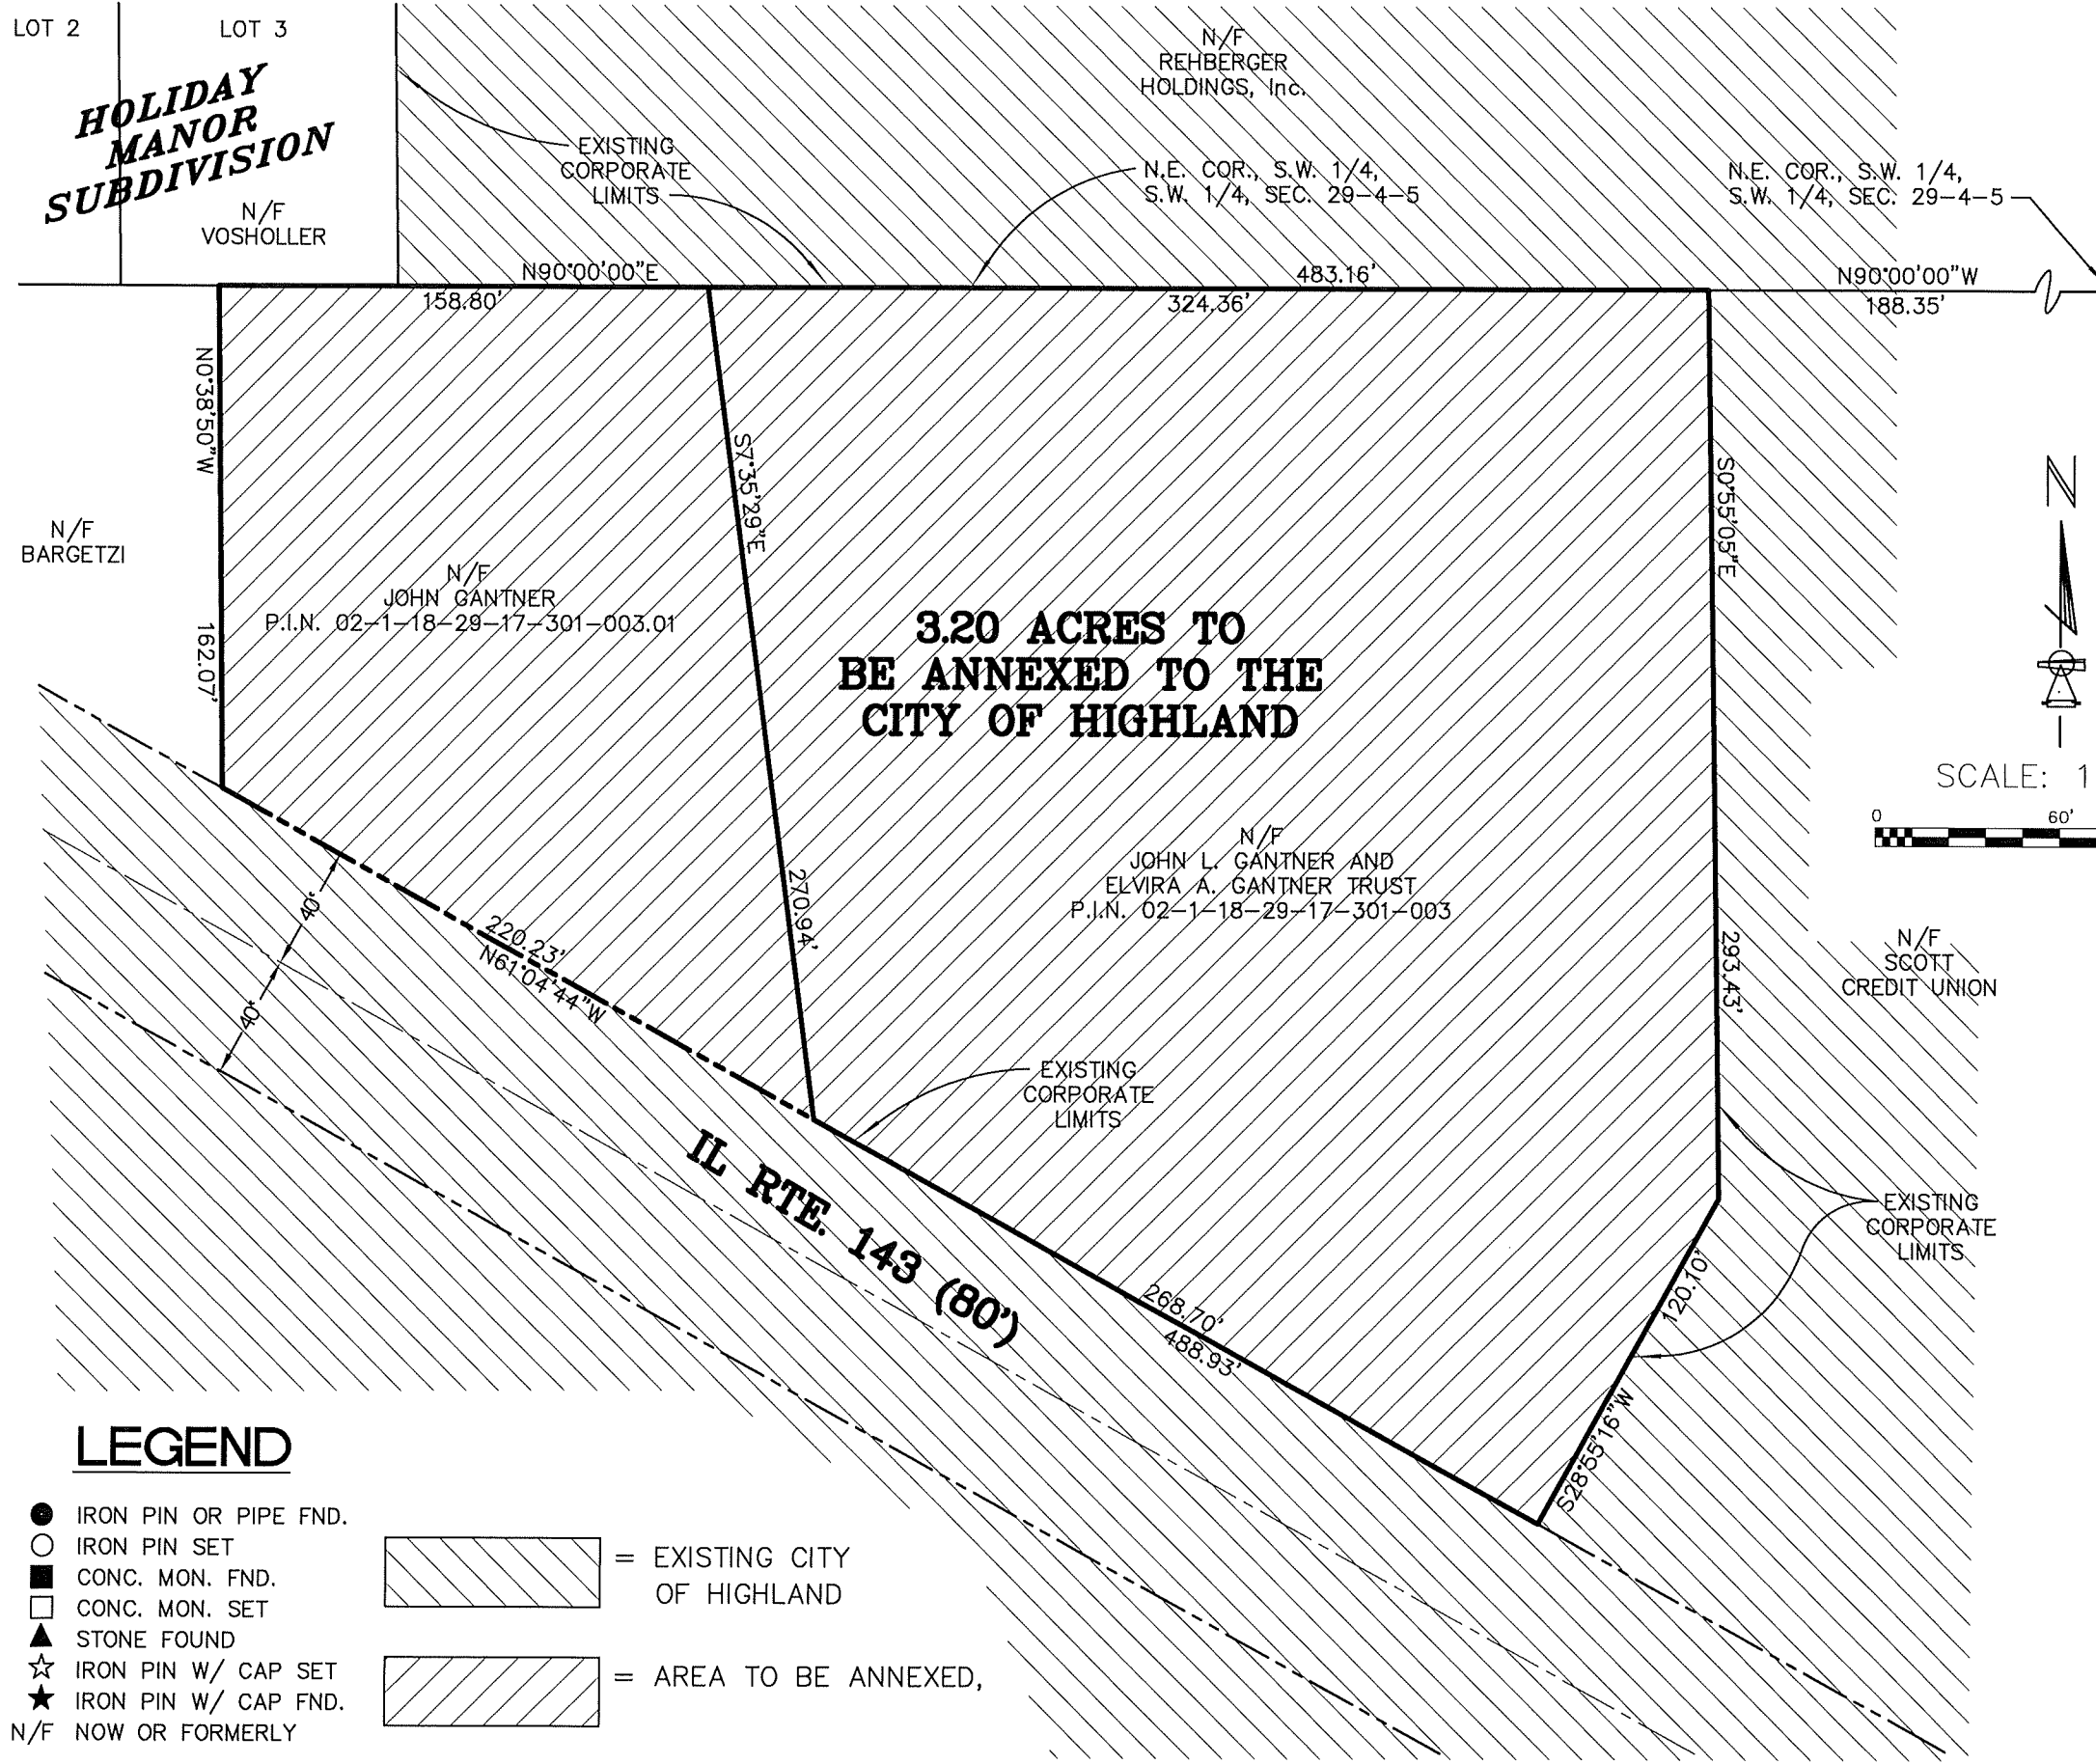 LOT 2
LOT 3
HOLIDAY
MANOR
SUBDIVISION
N/F
VOSHOLLER
N/F
REHBERGER
HOLDINGS, Inc.
EXISTING
CORPORATE
LIMITS
N.E. COR., S.W. 1/4,
S.W. 1/4, SEC. 29-4-5
N.E. COR., S.W. 1/4,
S.W. 1/4, SEC. 29-4-5
N90°00'00"E
483.16'
N90°00'00"W
158.80'
324.36'
188.35'
N0°38'50"W
162.07'
S7°35'29"E
270.94'
S0°55'05"E
293.43'
N
N/F
BARGETZI
N/F
JOHN GANTNER
P.I.N. 02-1-18-29-17-301-003.01
3.20 ACRES TO
BE ANNEXED TO THE
CITY OF HIGHLAND
SCALE: 1
0
60'
N/F
JOHN L. GANTNER AND
ELVIRA A. GANTNER TRUST
P.I.N. 02-1-18-29-17-301-003
N/F
SCOTT
CREDIT UNION
40'
40'
220.23'
N61°04'44"W
EXISTING
CORPORATE
LIMITS
IL RTE. 143 (80')
268.70'
488.93'
EXISTING
CORPORATE
LIMITS
120.10'
S28°55'16"W
LEGEND
IRON PIN OR PIPE FND.
IRON PIN SET
CONC. MON. FND.
CONC. MON. SET
STONE FOUND
IRON PIN W/ CAP SET
IRON PIN W/ CAP FND.
N/F NOW OR FORMERLY
= EXISTING CITY
OF HIGHLAND
= AREA TO BE ANNEXED,